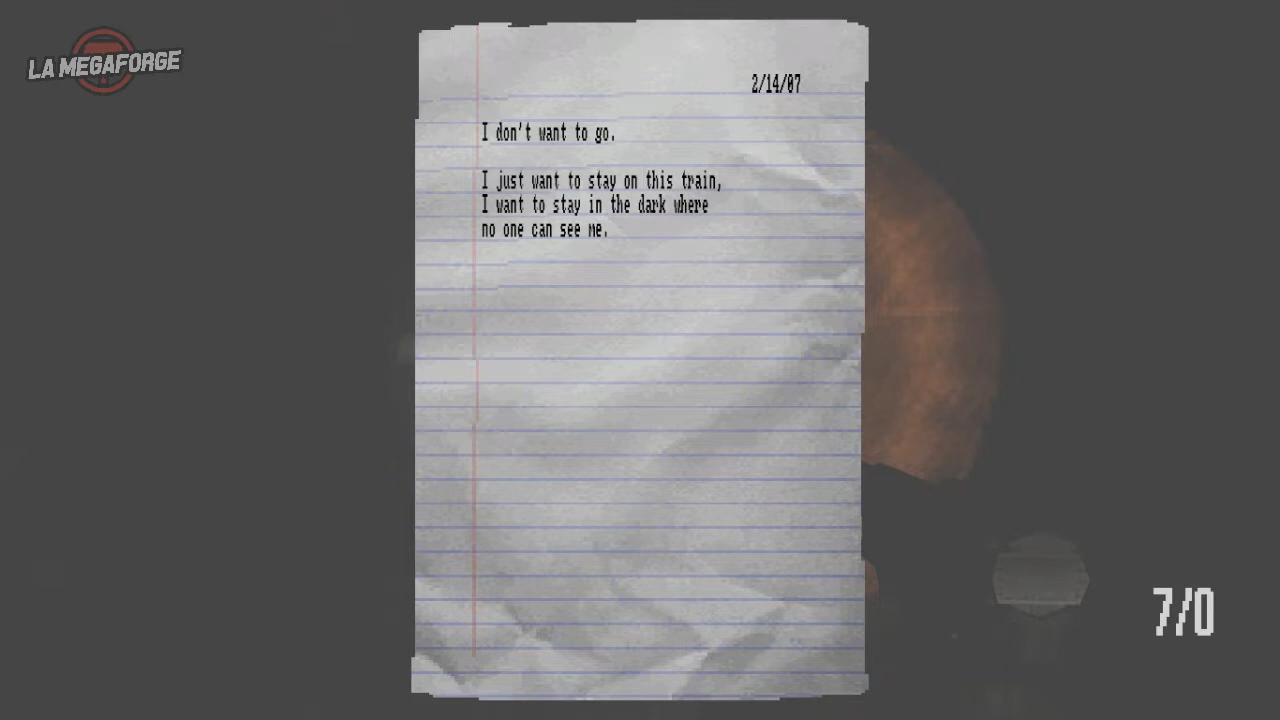 LA MEGAFORGE
2/14/07
I don't want to go.
I just want to stay on this train,
I want to stay in the dark where
no one can see me.
7/0